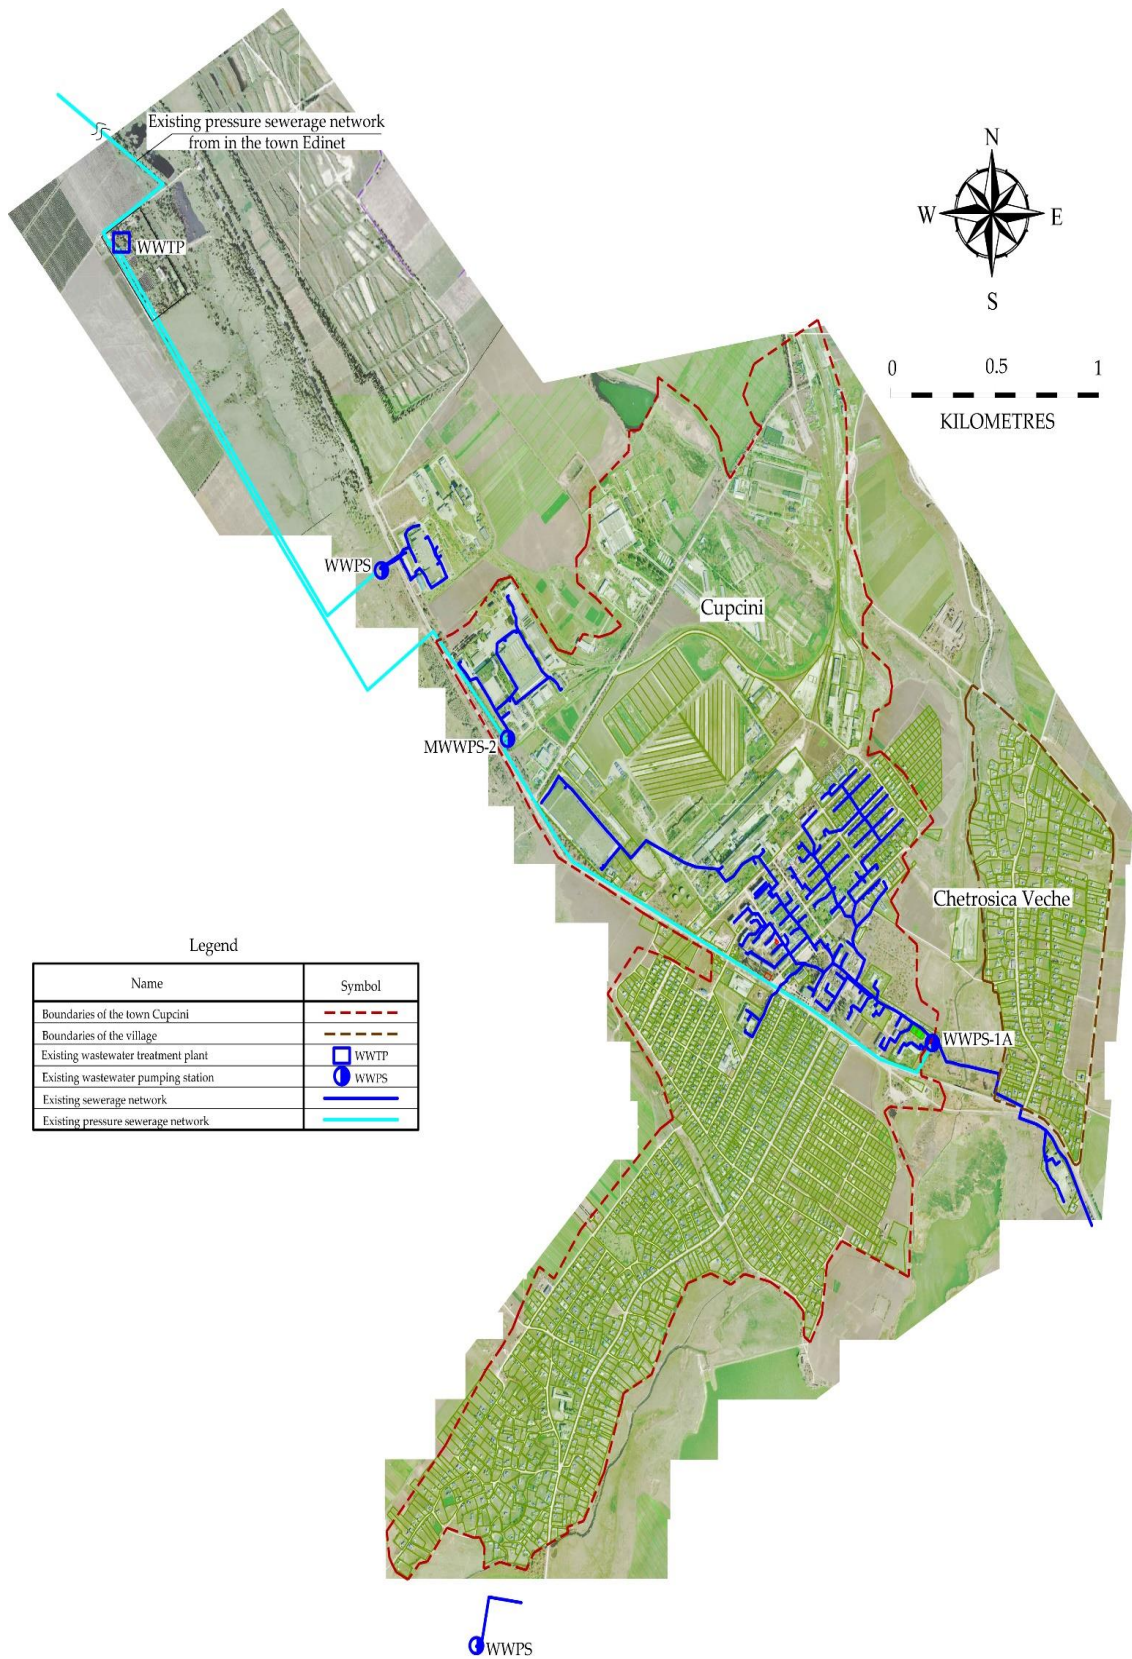 Existing pressure sewerage network
from in the town Edinet
N
W
E
S
WWTP
0
0.5
1
KILOMETRES
WWPS
Cupcini
MWWPS-2
Chetrosica Veche
WWPS-1A
Legend
Name
Symbol
Boundaries of the town Cupcini
Boundaries of the village
Existing wastewater treatment plant
WWTP
Existing wastewater pumping station
WWPS
Existing sewerage network
Existing pressure sewerage network
WWPS